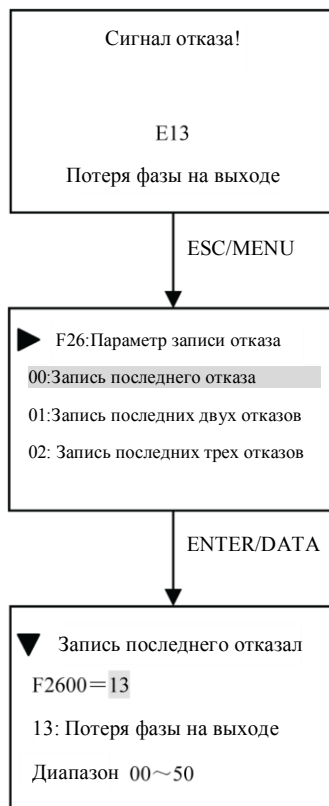 Сигнал отказа!
E13
Потеря фазы на выходе
ESC/MENU
F26:Параметр записи отказа
00:Запись последнего отказа
01:Запись последних двух отказов
02: Запись последних трех отказов
ENTER/DATA
Запись последнего отказал
F2600=13
13: Потеря фазы на выходе
Диапазон 00～50